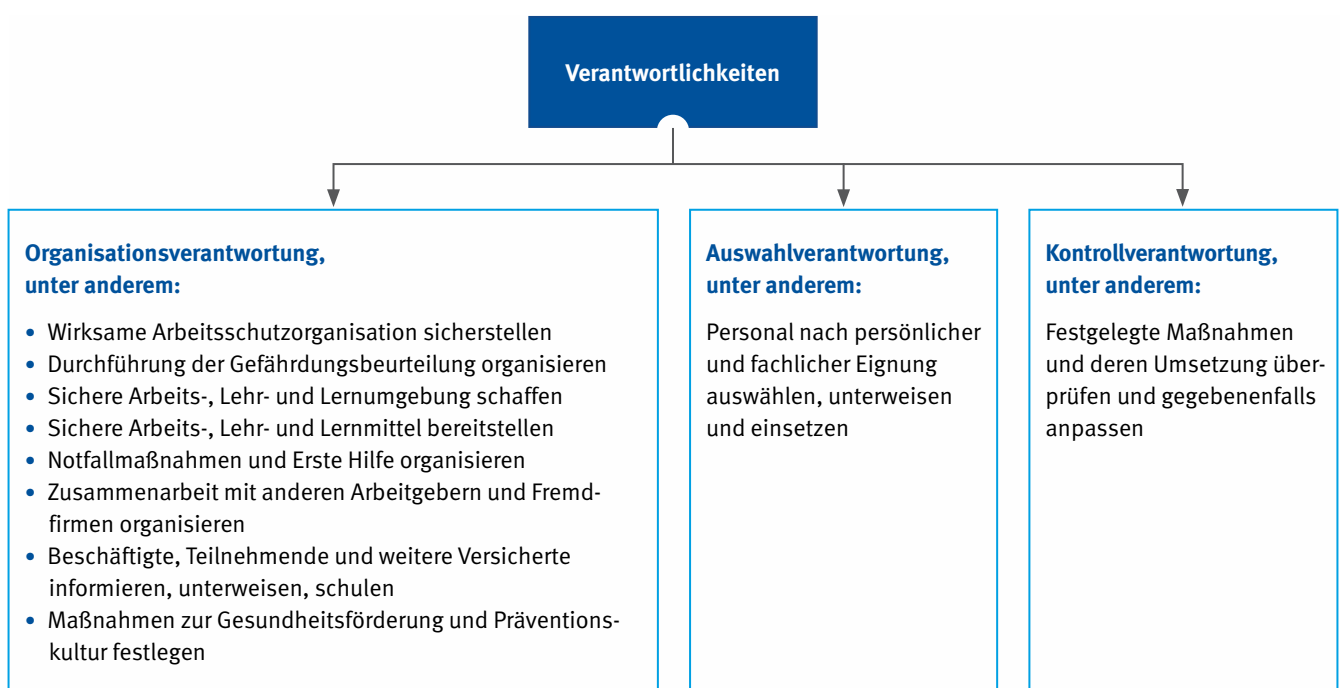 Verantwortlichkeiten
Organisationsverantwortung,
unter anderem:
• Wirksame Arbeitsschutzorganisation sicherstellen
• Durchführung der Gefährdungsbeurteilung organisieren
• Sichere Arbeits-, Lehr- und Lernumgebung schaffen
• Sichere Arbeits-, Lehr- und Lernmittel bereitstellen
• Notfallmaßnahmen und Erste Hilfe organisieren
• Zusammenarbeit mit anderen Arbeitgebern und Fremd-
firmen organisieren
• Beschäftigte, Teilnehmende und weitere Versicherte
informieren, unterweisen, schulen
• Maßnahmen zur Gesundheitsförderung und Präventions-
kultur festlegen
Auswahlverantwortung,
unter anderem:
Personal nach persönlicher
und fachlicher Eignung
auswählen, unterweisen
und einsetzen
Kontrollverantwortung,
unter anderem:
Festgelegte Maßnahmen
und deren Umsetzung über-
prüfen und gegebenenfalls
anpassen